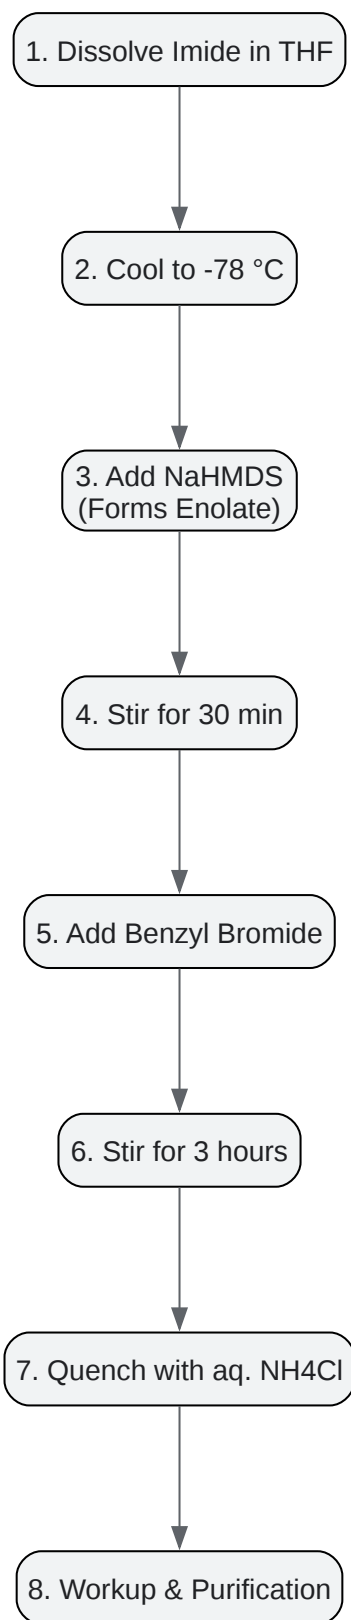 1. Dissolve Imide in THF
2. Cool to -78 °C
3. Add NaHMDS
(Forms Enolate)
4. Stir for 30 min
5. Add Benzyl Bromide
6. Stir for 3 hours
7. Quench with aq. NH4Cl
8. Workup & Purification